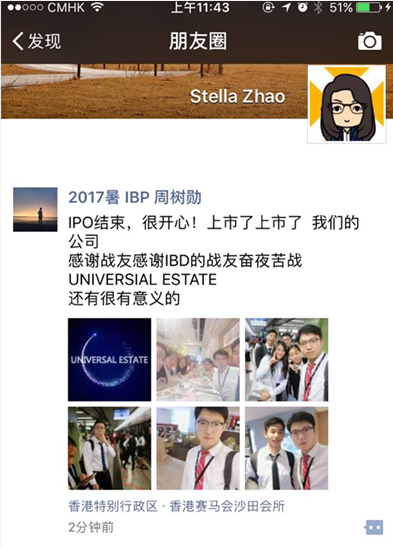 CMHK 上午11:43 51%
发现 朋友圈
Stella Zhao
2017暑 IBP 周树勋
IPO结束，很开心！上市了上市了 我们的
公司
感谢战友感谢IBD的战友奋夜苦战
UNIVERSIAL ESTATE
还有很有意义的
UNIVERSAL ESTATE
香港特别行政区 · 香港赛马会沙田会所
2分钟前